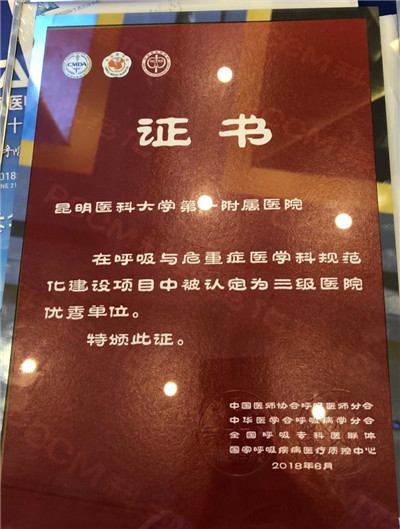 CMDA
证书
昆明医科大学第一附属医院
在呼吸与危重症医学科规范
化建设项目中被认定为三级医院
优秀单位。
特颁此证。
中国医师协会呼吸医师分会
中华医学会呼吸病学分会
全国呼吸专科医联体
国家呼吸疾病医疗质控中心
2018年6月